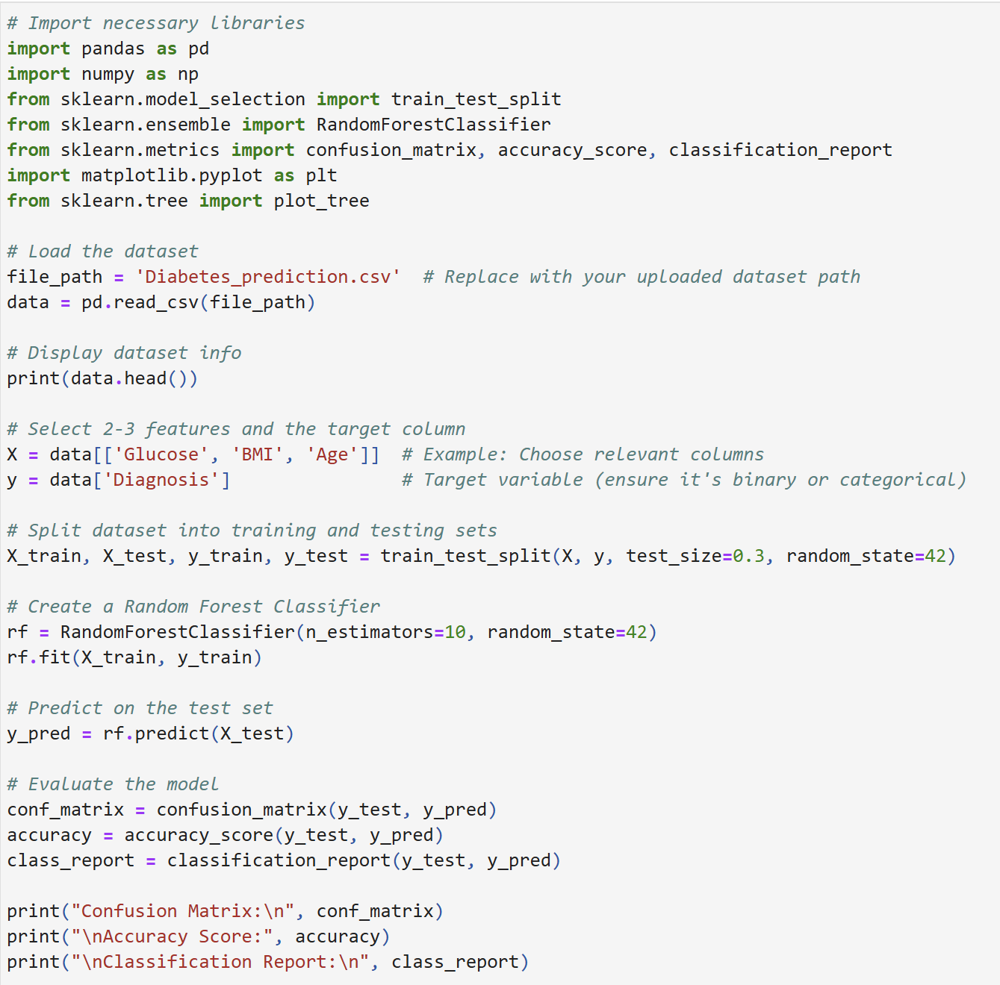 # Import necessary libraries
import pandas as pd
import numpy as np
from sklearn.model_selection import train_test_split
from sklearn.ensemble import RandomForestClassifier
from sklearn.metrics import confusion_matrix, accuracy_score, classification_report
import matplotlib.pyplot as plt
from sklearn.tree import plot_tree

# Load the dataset
file_path = 'Diabetes_prediction.csv'  # Replace with your uploaded dataset path
data = pd.read_csv(file_path)

# Display dataset info
print(data.head())

# Select 2-3 features and the target column
X = data[['Glucose', 'BMI', 'Age']]  # Example: Choose relevant columns
y = data['Diagnosis']                # Target variable (ensure it's binary or categorical)

# Split dataset into training and testing sets
X_train, X_test, y_train, y_test = train_test_split(X, y, test_size=0.3, random_state=42)

# Create a Random Forest Classifier
rf = RandomForestClassifier(n_estimators=10, random_state=42)
rf.fit(X_train, y_train)

# Predict on the test set
y_pred = rf.predict(X_test)

# Evaluate the model
conf_matrix = confusion_matrix(y_test, y_pred)
accuracy = accuracy_score(y_test, y_pred)
class_report = classification_report(y_test, y_pred)

print("Confusion Matrix:\n", conf_matrix)
print("\nAccuracy Score:", accuracy)
print("\nClassification Report:\n", class_report)